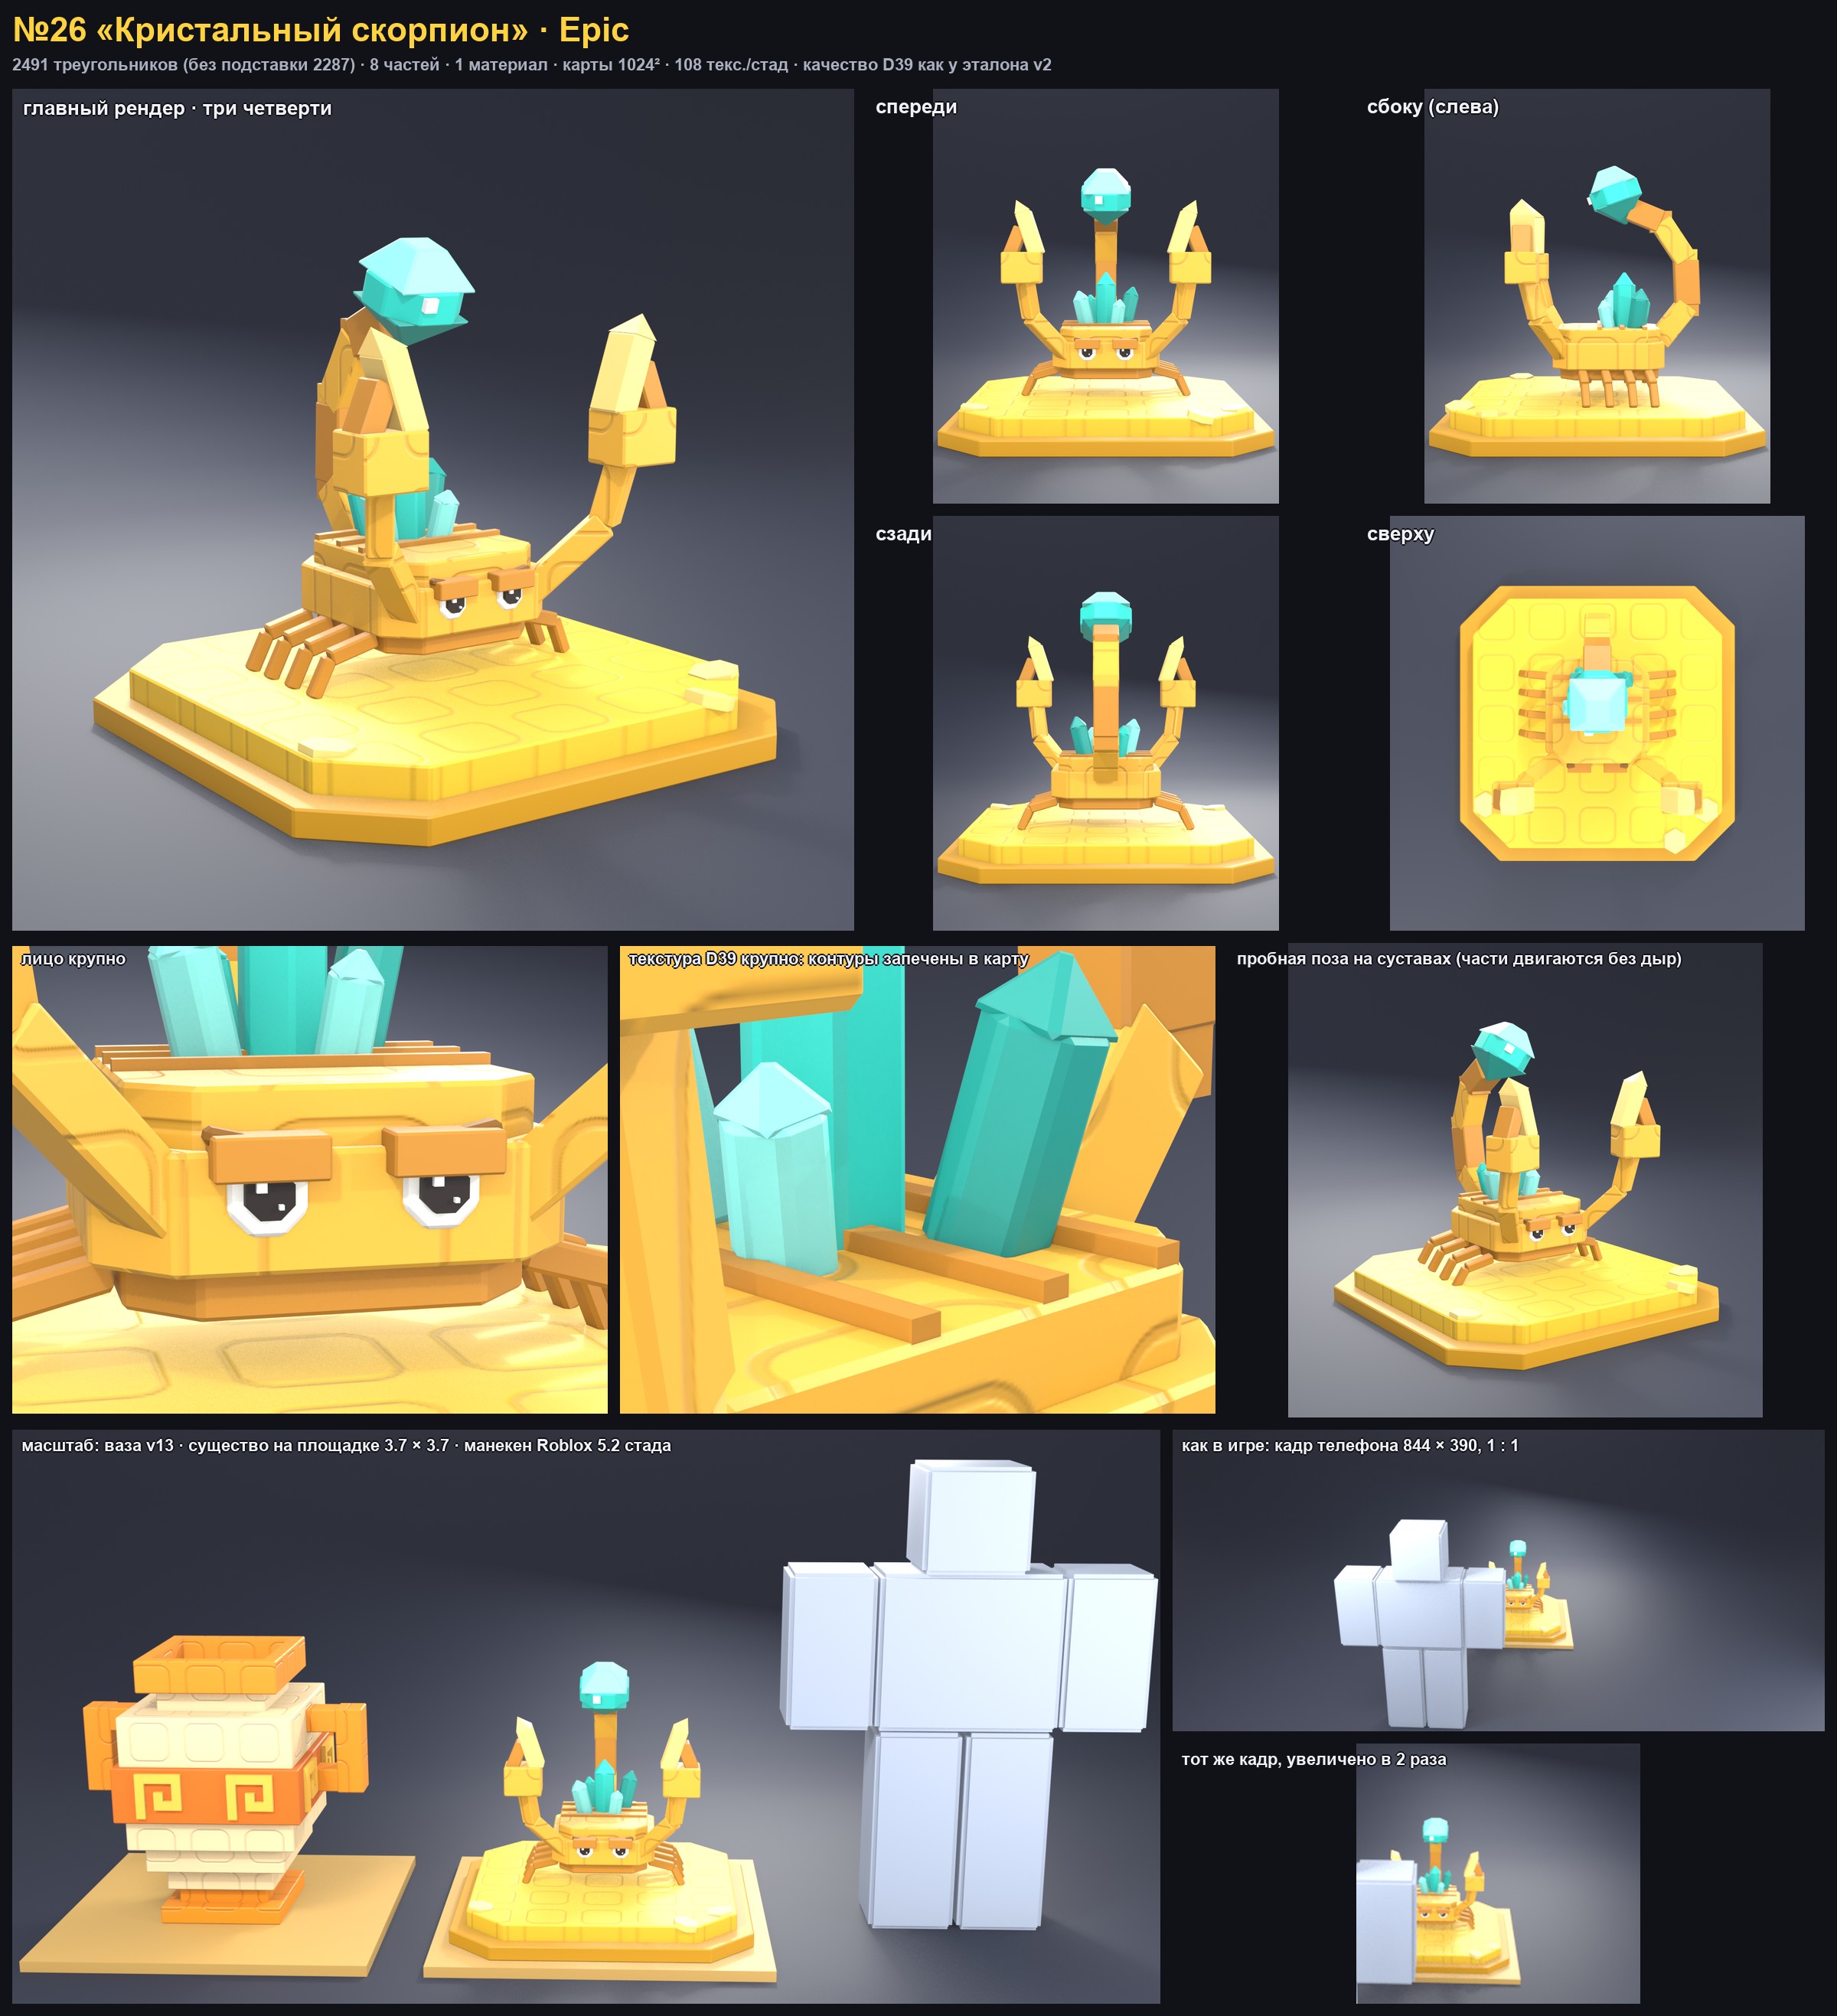 №26 «Кристальный скорпион» · Epic
2491 треугольников (без подставки 2287) · 8 частей · 1 материал · карты 1024² · 108 текс./стад · качество D39 как у эталона v2
главный рендер · три четверти
спереди
сбоку (слева)
сзади
сверху
лицо крупно
текстура D39 крупно: контуры запечены в карту
пробная поза на суставах (части двигаются без дыр)
масштаб: ваза v13 · существо на площадке 3.7 × 3.7 · манекен Roblox 5.2 стада
как в игре: кадр телефона 844 × 390, 1 : 1
тот же кадр, увеличено в 2 раза